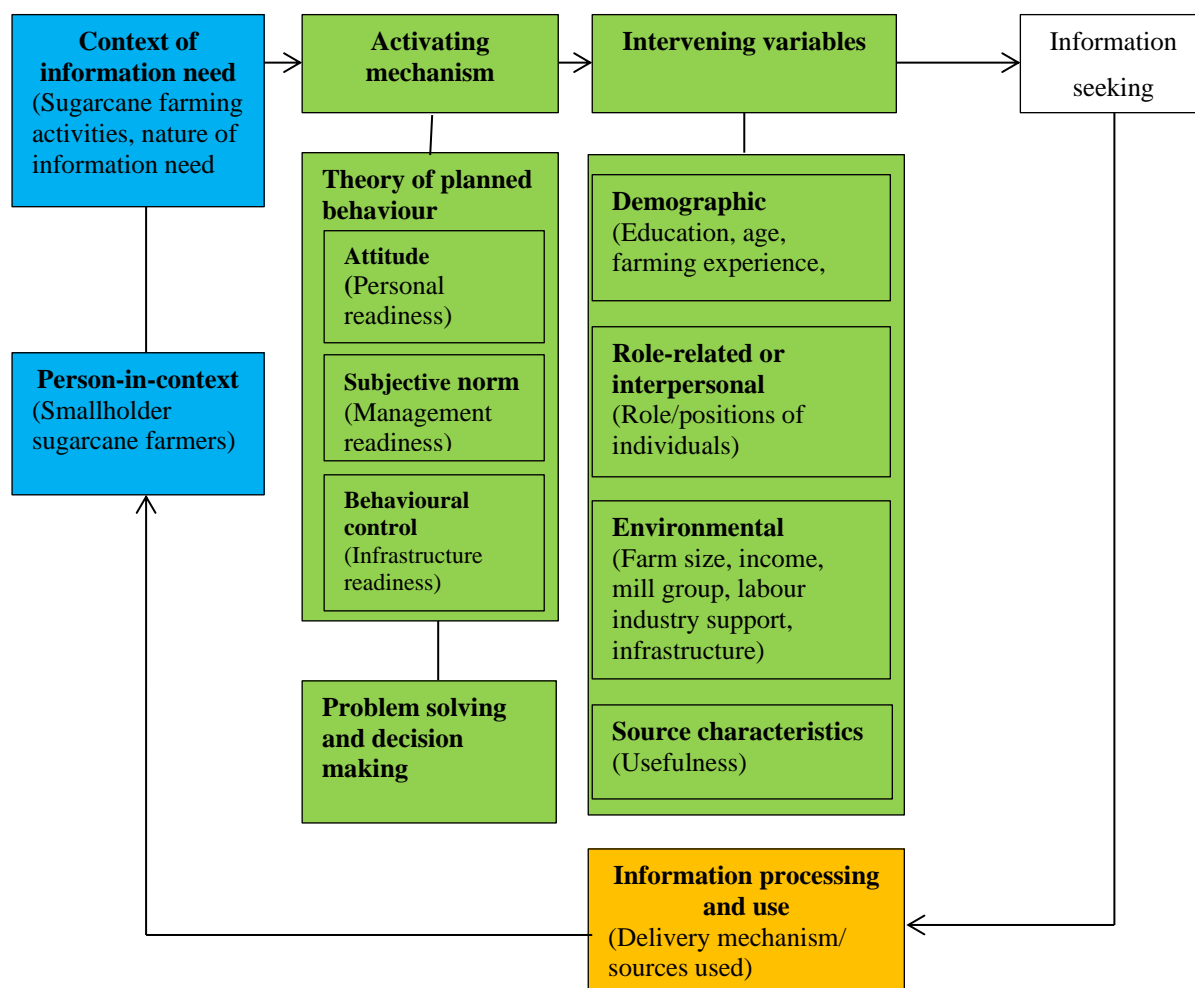 Context of
information need
(Sugarcane farming
activities, nature of
information need
Person-in-context
(Smallholder
sugarcane farmers)
Activating
mechanism
Theory of planned
behaviour
Attitude
(Personal
readiness)
Subjective norm
(Management
readiness)
Behavioural
control
(Infrastructure
readiness)
Problem solving
and decision
making
Intervening variables
Demographic
(Education, age,
farming experience,
Role-related or
interpersonal
(Role/positions of
individuals)
Environmental
(Farm size, income,
mill group, labour
industry support,
infrastructure)
Source characteristics
(Usefulness)
Information
seeking
Information processing
and use
(Delivery mechanism/
sources used)